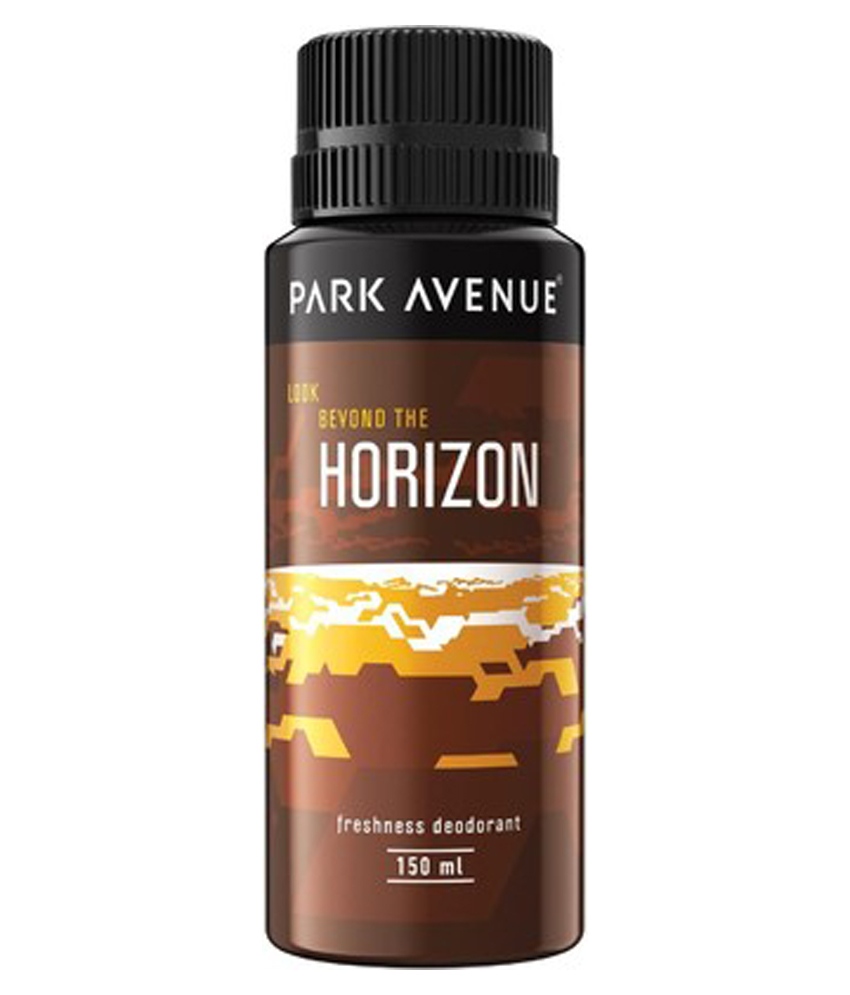 PARK AVENUE®
LOOK
BEYOND THE
HORIZON
freshness deodorant
150 ml